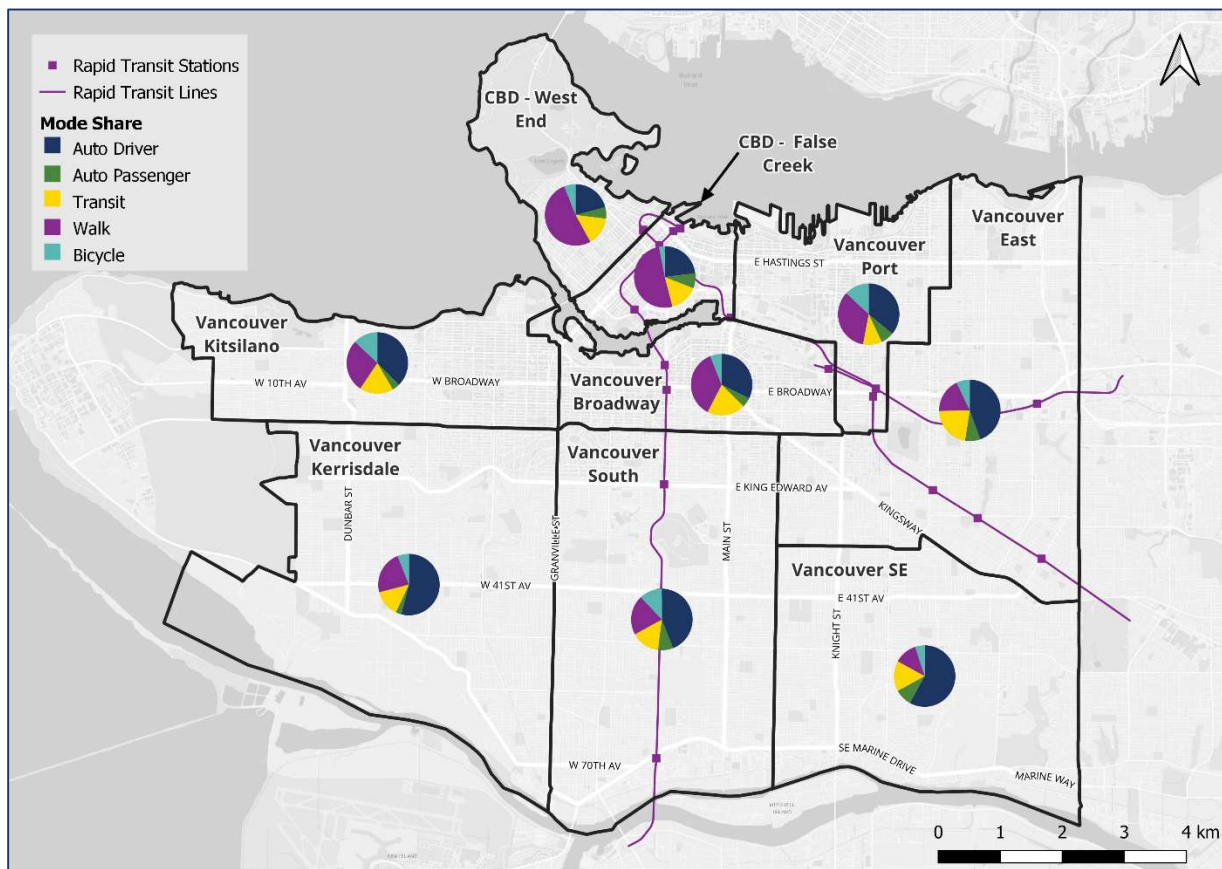 Rapid Transit Stations
Rapid Transit Lines
Mode Share
Auto Driver
Auto Passenger
Transit
Walk
Bicycle
CBD - West
End
CBD - False
Creek
Vancouver
East
Vancouver
Port
E HASTINGS ST
Vancouver
Kitsilano
W 10TH AV
W BROADWAY
Vancouver
Broadway
E BROADWAY
Vancouver
Kerrisdale
Vancouver
South
DUNBAR ST
GRANVILLE ST
MAIN ST
E KING EDWARD AV
KINGSWAY
Vancouver SE
W 41ST AV
E 41ST AV
KNIGHT ST
W 70TH AV
SE MARINE DRIVE
MARINE WAY
0 1 2 3 4 km